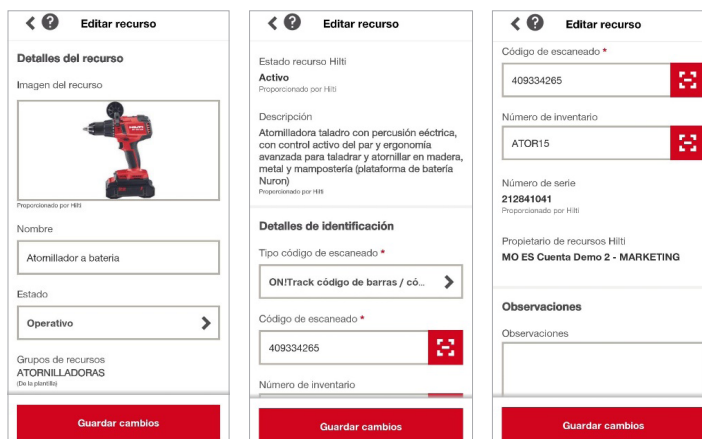 Editar recurso
Detalles del recurso
Imagen del recurso
HILTI
Proporcionado por Hilti
Nombre
Atornillador a bateria
Estado
Operativo
Grupos de recursos
ATORNILLADORAS
(De la plantilla)
Guardar cambios
Editar recurso
Estado recurso Hilti
Activo
Proporcionado por Hilti
Descripción
Atornilladora taladro con percusión eéctrica,
con control activo del par y ergonomía
avanzada para taladrar y atornillar en madera,
metal y mampostería (plataforma de batería
Nuron)
Proporcionado por Hilti
Detalles de identificación
Tipo código de escaneado *
ON!Track código de barras / có...
Código de escaneado *
409334265
Número de inventario
Guardar cambios
Editar recurso
Código de escaneado *
409334265
Número de inventario
ATOR15
Número de serie
212841041
Proporcionado por Hilti
Propietario de recursos Hilti
MO ES Cuenta Demo 2 - MARKETING
Observaciones
Observaciones
Guardar cambios